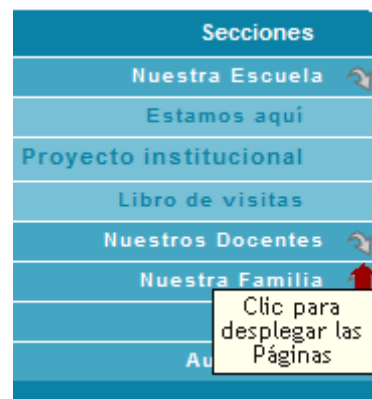 Secciones
Nuestra Escuela
Estamos aquí
Proyecto institucional
Libro de visitas
Nuestros Docentes
Nuestra Familia
Clic para
desplegar las
Páginas